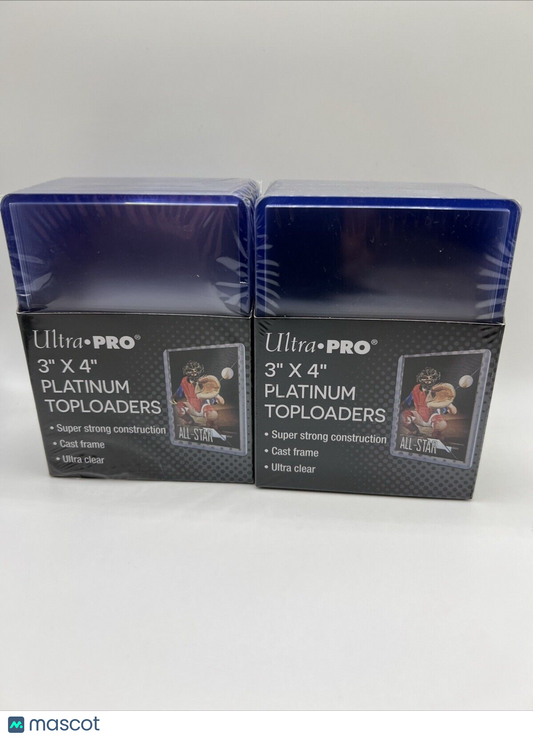 Ultra•PRO®
3" X 4"
PLATINUM
TOPLOADERS
• Super strong construction
• Cast frame
• Ultra clear
ALL-STAR
Ultra•PRO®
3" X 4"
PLATINUM
TOPLOADERS
• Super strong construction
• Cast frame
• Ultra clear
ALL-STAR
mascot